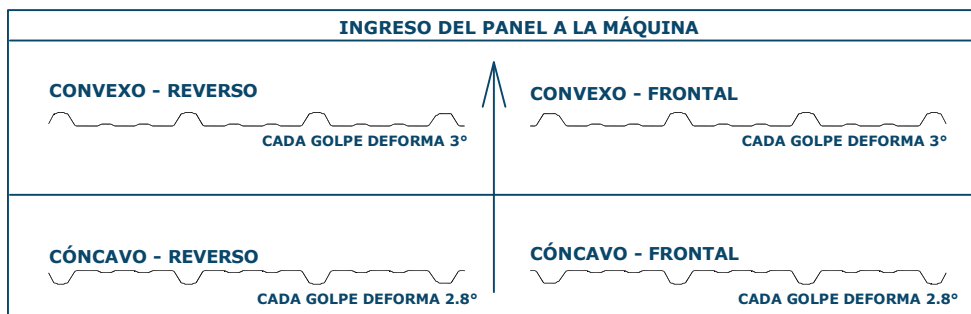 INGRESO DEL PANEL A LA MÁQUINA
CONVEXO - REVERSO
CADA GOLPE DEFORMA 3°
CONVEXO - FRONTAL
CADA GOLPE DEFORMA 3°
CÓNCAVO - REVERSO
CADA GOLPE DEFORMA 2.8°
CÓNCAVO - FRONTAL
CADA GOLPE DEFORMA 2.8°